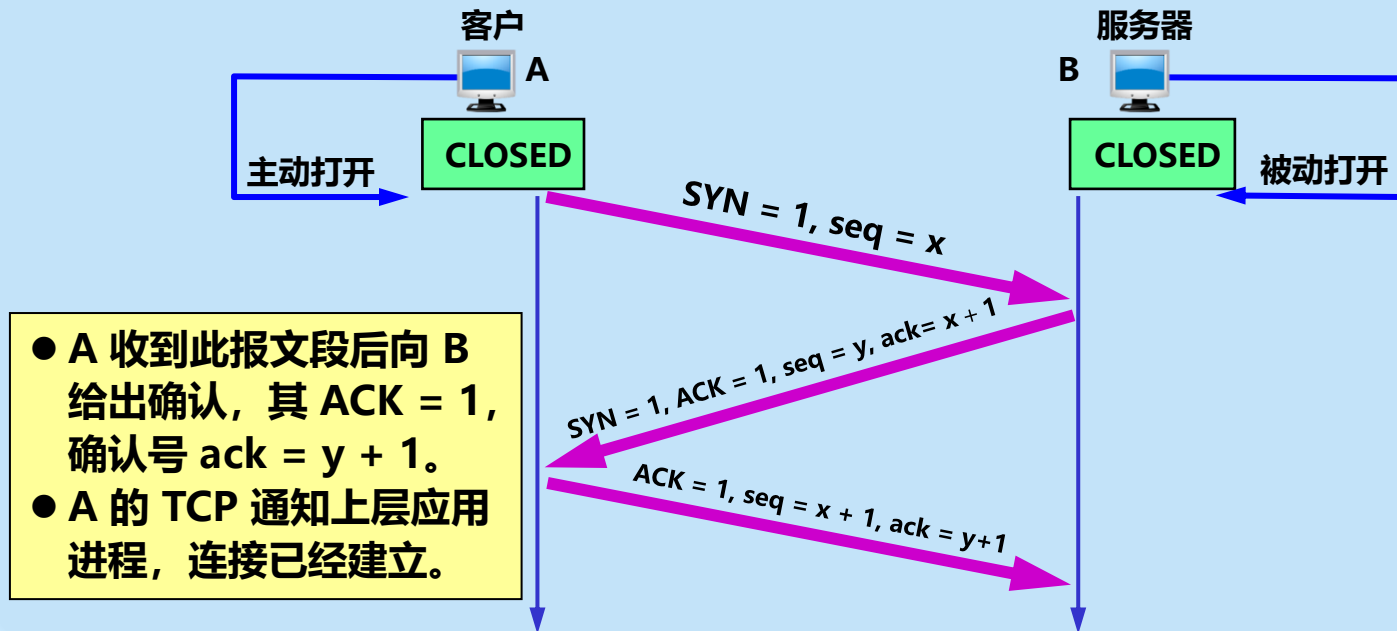 客户
服务器
A
B
CLOSED
CLOSED
主动打开
被动打开
SYN = 1, seq = x
SYN = 1, ACK = 1, seq = y, ack= x + 1
ACK = 1, seq = x + 1, ack = y+1
● A 收到此报文段后向 B
给出确认，其 ACK = 1,
确认号 ack = y + 1。
● A 的 TCP 通知上层应用
进程，连接已经建立。